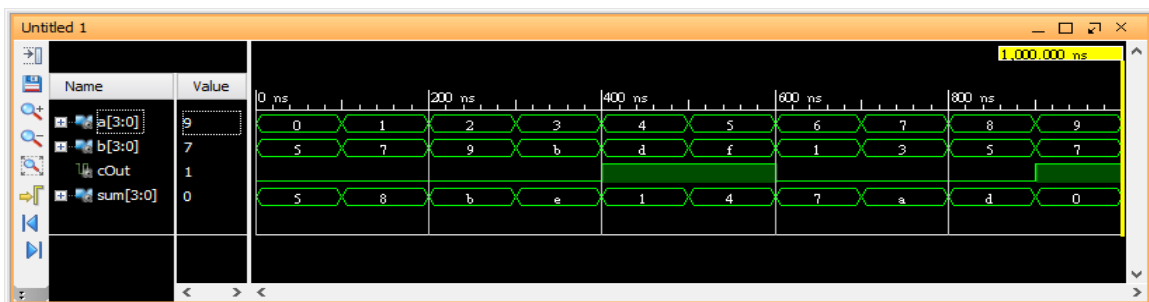 Untitled 1
1,000.000 ns
Name Value
0 ns 200 ns 400 ns 600 ns 800 ns
a[3:0] 9 0 1 2 3 4 5 6 7 8 9
b[3:0] 7 5 7 9 b d f 1 3 5 7
cOut 1
sum[3:0] 0 5 8 b e 1 4 7 a d 0